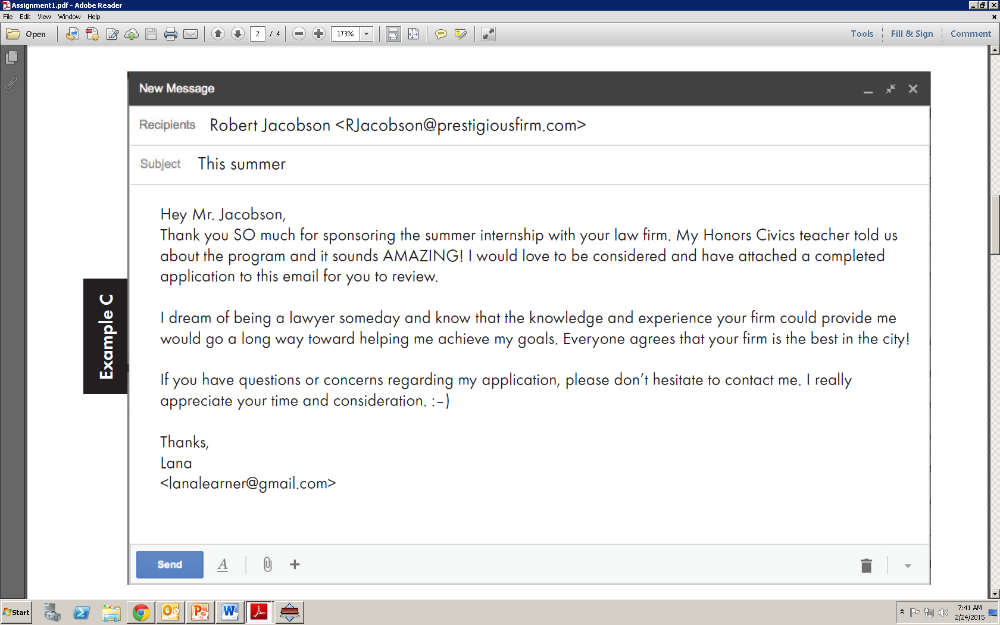 Assignment1.pdf - Adobe Reader
File Edit View Window Help
Open 2 / 4 173% Tools Fill & Sign Comment
New Message
Recipients Robert Jacobson <RJacobson@prestigiousfirm.com>
Subject This summer
Hey Mr. Jacobson,
Thank you SO much for sponsoring the summer internship with your law firm. My Honors Civics teacher told us
about the program and it sounds AMAZING! I would love to be considered and have attached a completed
application to this email for you to review.
I dream of being a lawyer someday and know that the knowledge and experience your firm could provide me
would go a long way toward helping me achieve my goals. Everyone agrees that your firm is the best in the city!
If you have questions or concerns regarding my application, please don't hesitate to contact me. I really
appreciate your time and consideration. :-)
Thanks,
Lana
<lanalearner@gmail.com>
Example C
Send A
Start
7:41 AM
2/24/2015